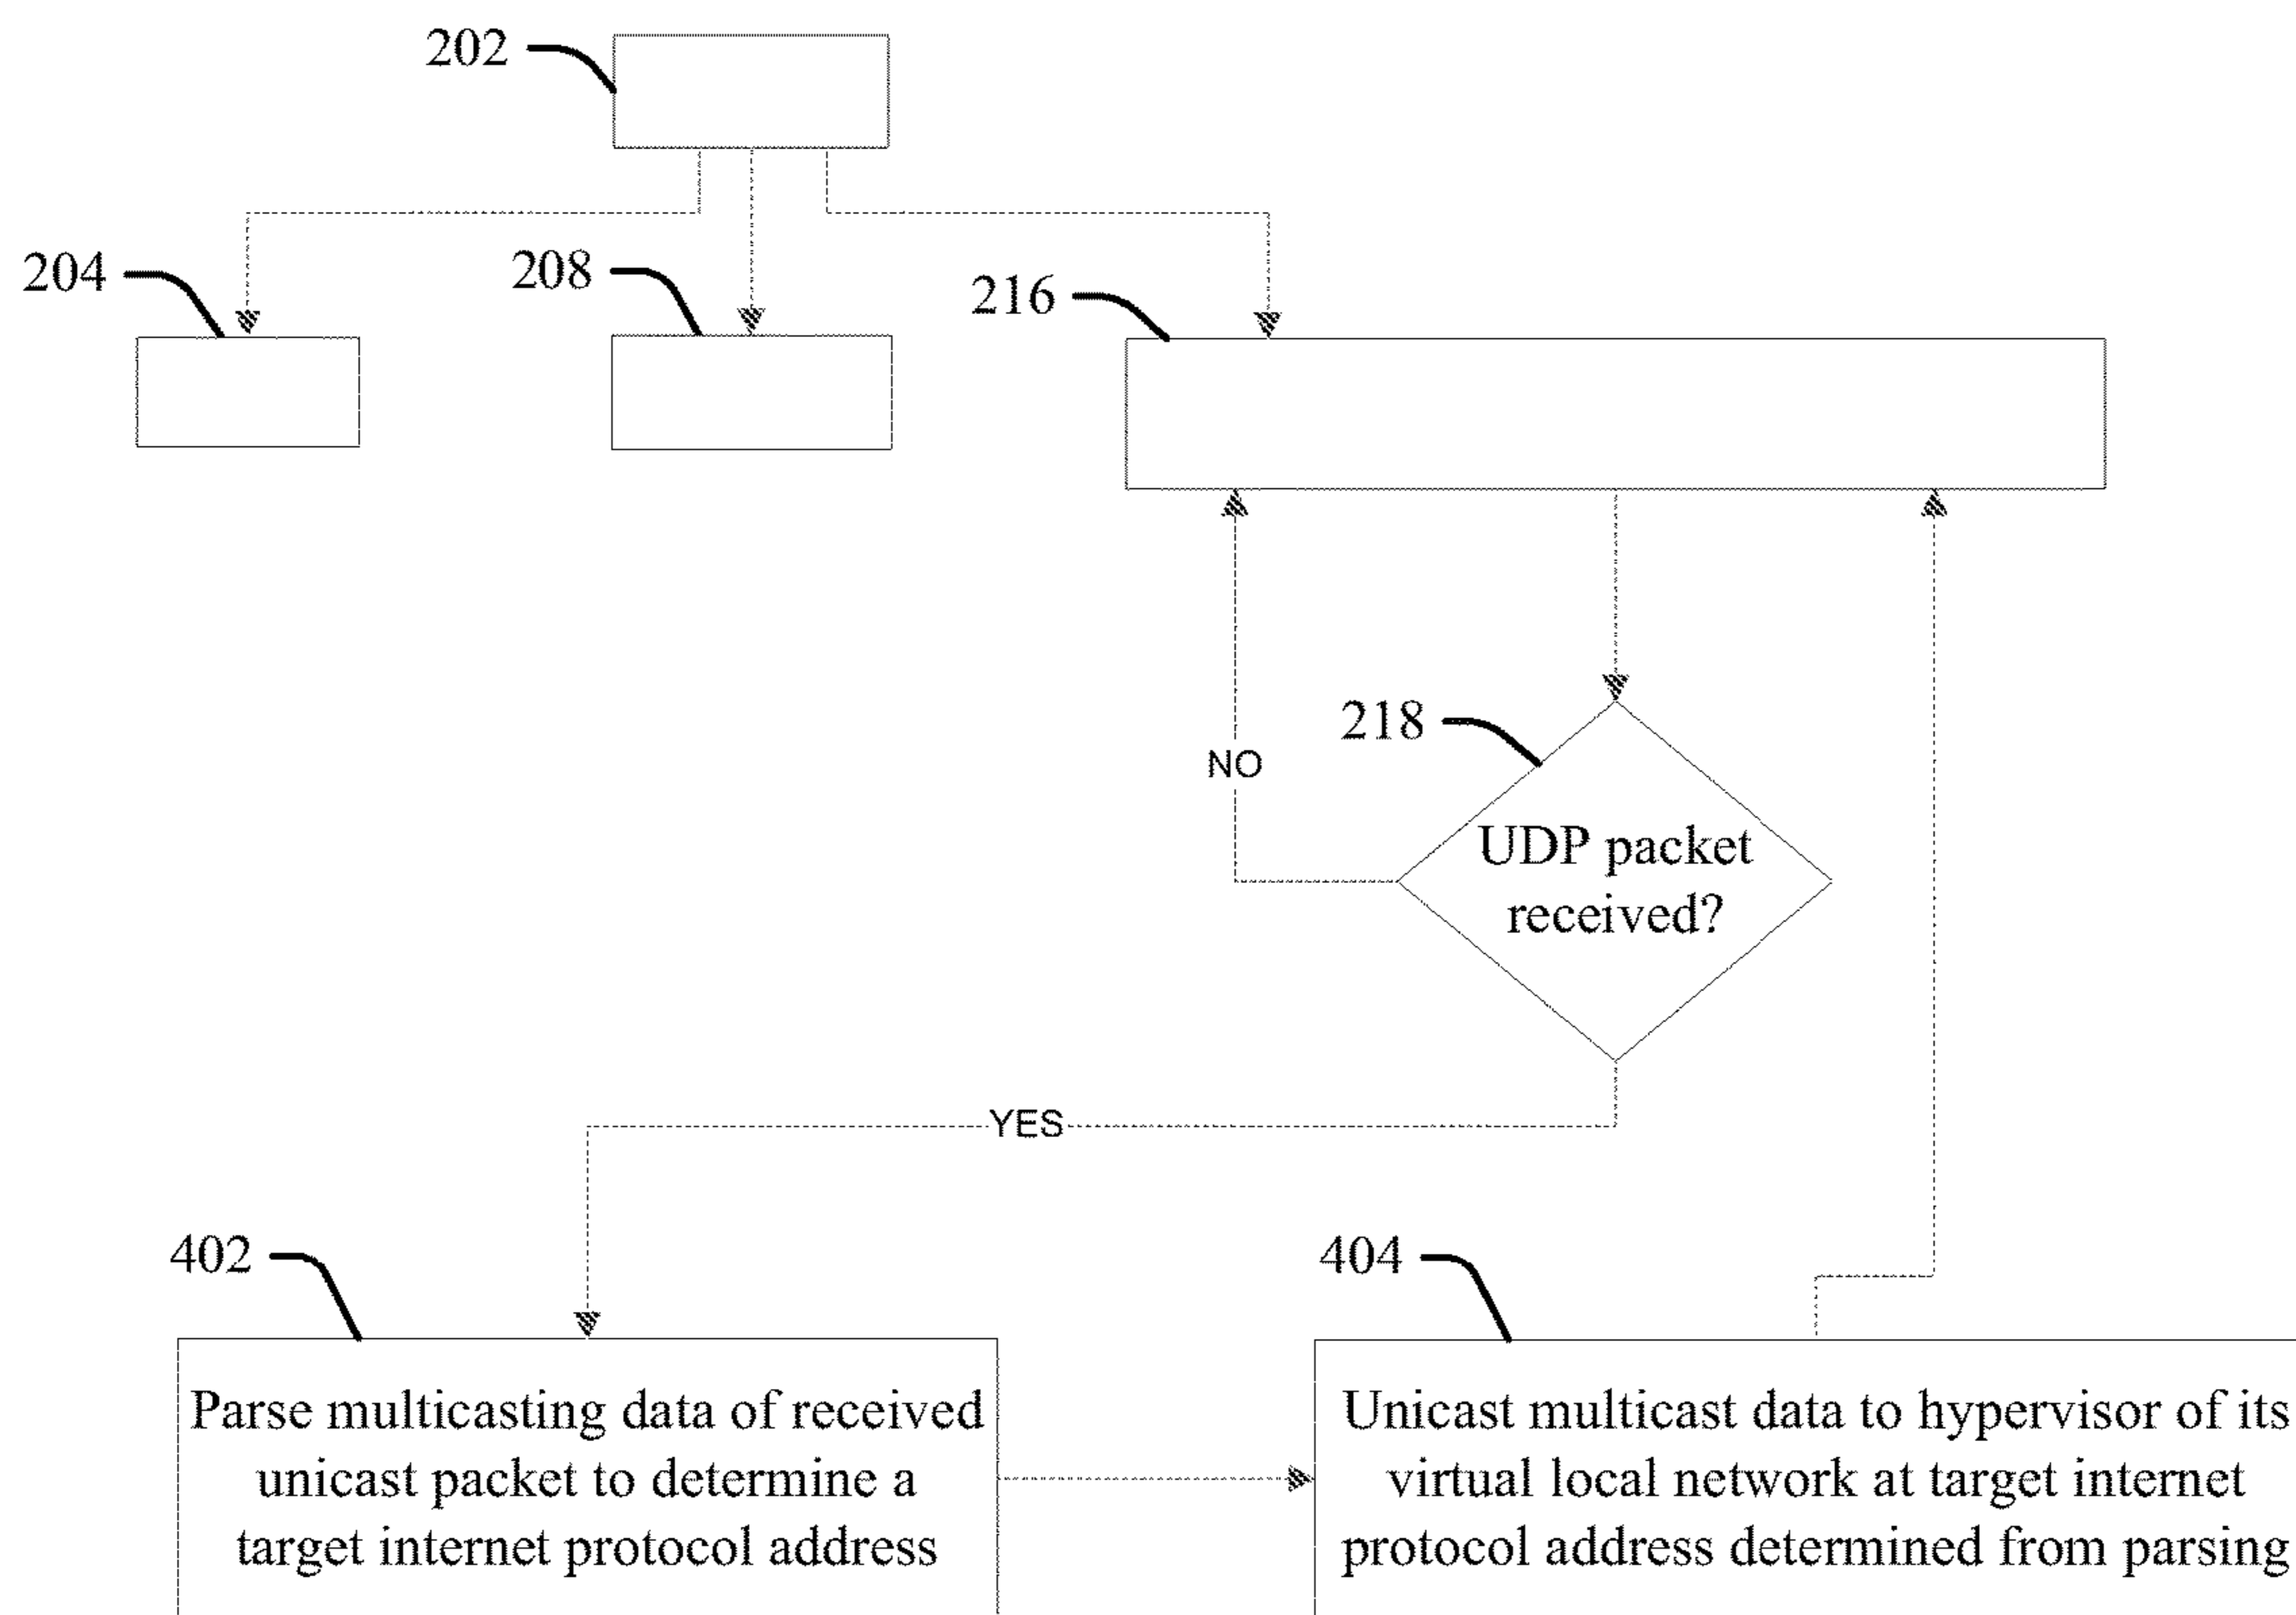 202
204
208
216
218
NO
UDP packet
received?
YES
402
404
Parse multicasting data of received
unicast packet to determine a
target internet protocol address
Unicast multicast data to hypervisor of its
virtual local network at target internet
protocol address determined from parsing